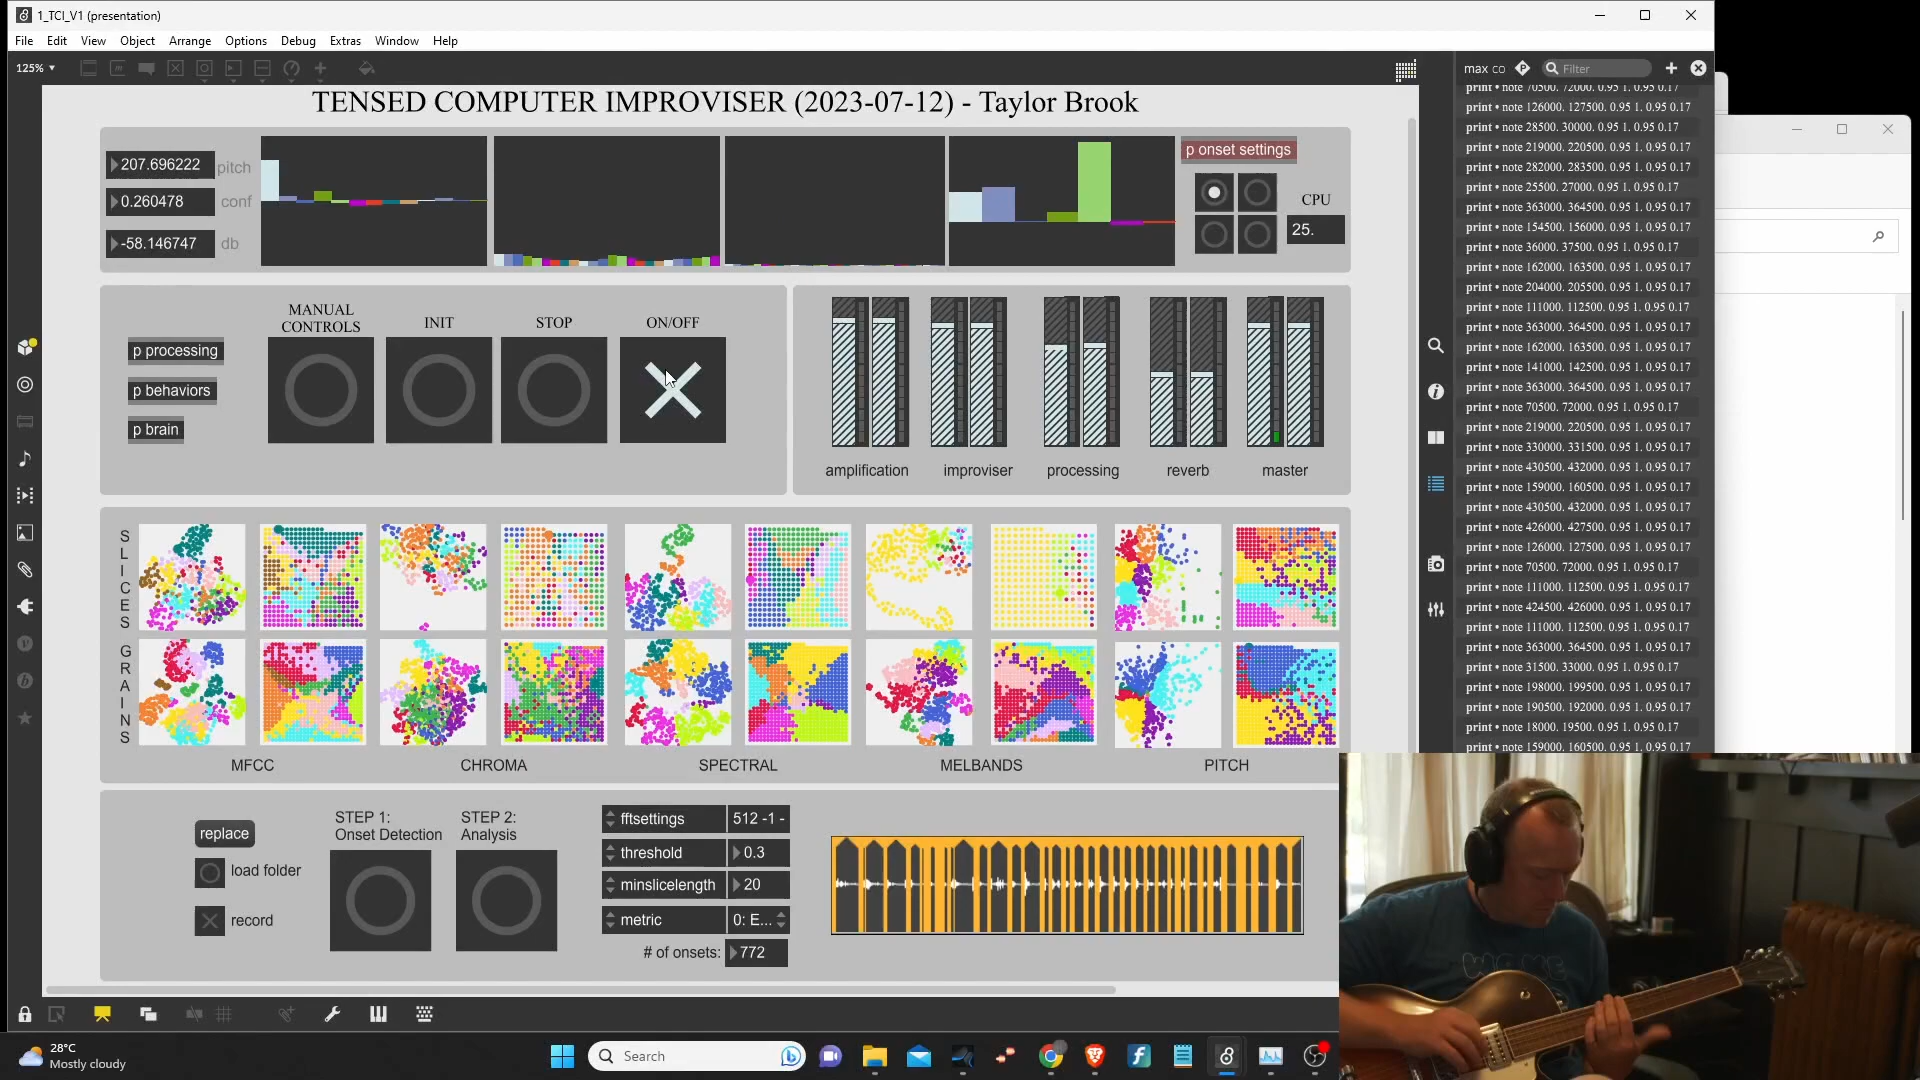 1_TCI_V1 (presentation)
File Edit View Object Arrange Options Debug Extras Window Help
125%
max co
Filter
TENSED COMPUTER IMPROVISER (2023-07-12) - Taylor Brook
207.696222 pitch
0.260478 conf
-58.146747 db
p onset settings
CPU
25.
p processing
p behaviors
p brain
MANUAL
CONTROLS
INIT
STOP
ON/OFF
amplification
improviser
processing
reverb
master
SLICES
GRAINS
MFCC
CHROMA
SPECTRAL
MELBANDS
PITCH
replace
load folder
record
STEP 1:
Onset Detection
STEP 2:
Analysis
fftsettings 512 -1 -
threshold 0.3
minslicelength 20
metric 0: E...
# of onsets: 772
print • note 70500. 72000. 0.95 1. 0.95 0.17
print • note 126000. 127500. 0.95 1. 0.95 0.17
print • note 28500. 30000. 0.95 1. 0.95 0.17
print • note 219000. 220500. 0.95 1. 0.95 0.17
print • note 282000. 283500. 0.95 1. 0.95 0.17
print • note 25500. 27000. 0.95 1. 0.95 0.17
print • note 363000. 364500. 0.95 1. 0.95 0.17
print • note 154500. 156000. 0.95 1. 0.95 0.17
print • note 36000. 37500. 0.95 1. 0.95 0.17
print • note 162000. 163500. 0.95 1. 0.95 0.17
print • note 204000. 205500. 0.95 1. 0.95 0.17
print • note 111000. 112500. 0.95 1. 0.95 0.17
print • note 363000. 364500. 0.95 1. 0.95 0.17
print • note 162000. 163500. 0.95 1. 0.95 0.17
print • note 141000. 142500. 0.95 1. 0.95 0.17
print • note 363000. 364500. 0.95 1. 0.95 0.17
print • note 70500. 72000. 0.95 1. 0.95 0.17
print • note 219000. 220500. 0.95 1. 0.95 0.17
print • note 330000. 331500. 0.95 1. 0.95 0.17
print • note 430500. 432000. 0.95 1. 0.95 0.17
print • note 159000. 160500. 0.95 1. 0.95 0.17
print • note 430500. 432000. 0.95 1. 0.95 0.17
print • note 426000. 427500. 0.95 1. 0.95 0.17
print • note 126000. 127500. 0.95 1. 0.95 0.17
print • note 70500. 72000. 0.95 1. 0.95 0.17
print • note 111000. 112500. 0.95 1. 0.95 0.17
print • note 424500. 426000. 0.95 1. 0.95 0.17
print • note 111000. 112500. 0.95 1. 0.95 0.17
print • note 363000. 364500. 0.95 1. 0.95 0.17
print • note 31500. 33000. 0.95 1. 0.95 0.17
print • note 198000. 199500. 0.95 1. 0.95 0.17
print • note 190500. 192000. 0.95 1. 0.95 0.17
print • note 18000. 19500. 0.95 1. 0.95 0.17
print • note 159000. 160500. 0.95 1. 0.95 0.17
28°C
Mostly cloudy
Search